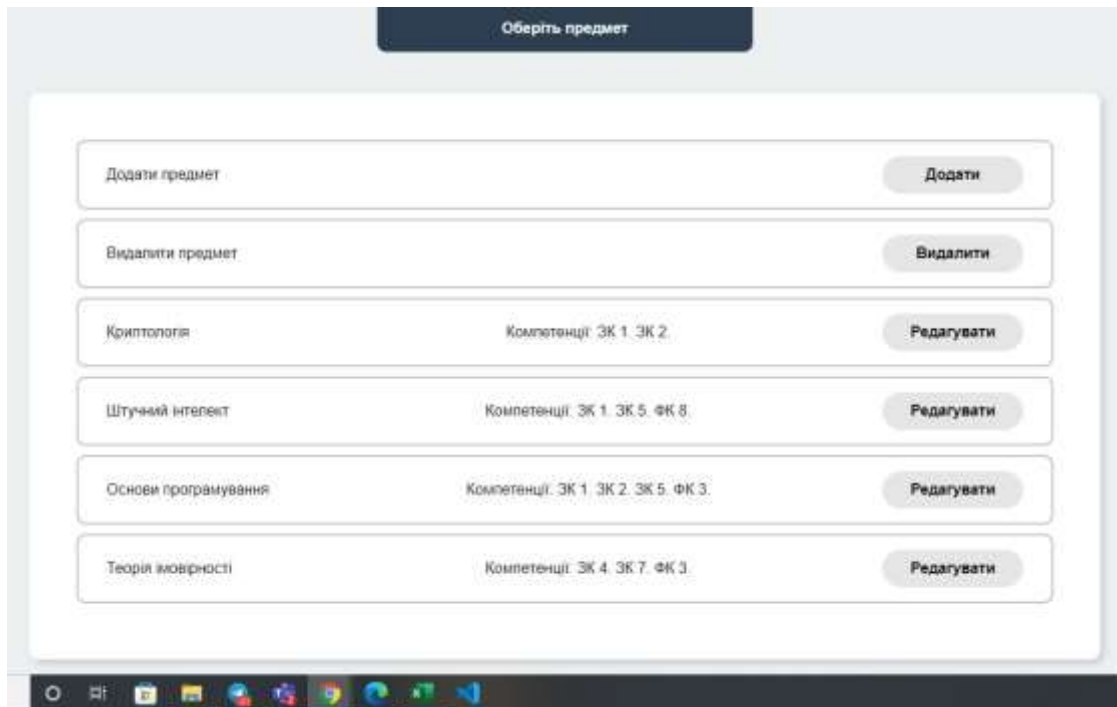 Оберіть предмет
Додати предмет Додати
Видалити предмет Видалити
Криптологія Компетенції: ЗК 1. ЗК 2. Редагувати
Штучний інтелект Компетенції: ЗК 1. ЗК 5. ФК 8. Редагувати
Основи програмування Компетенції: ЗК 1. ЗК 2. ЗК 5. ФК 3. Редагувати
Теорія імовірності Компетенції: ЗК 4. ЗК 7. ФК 3. Редагувати